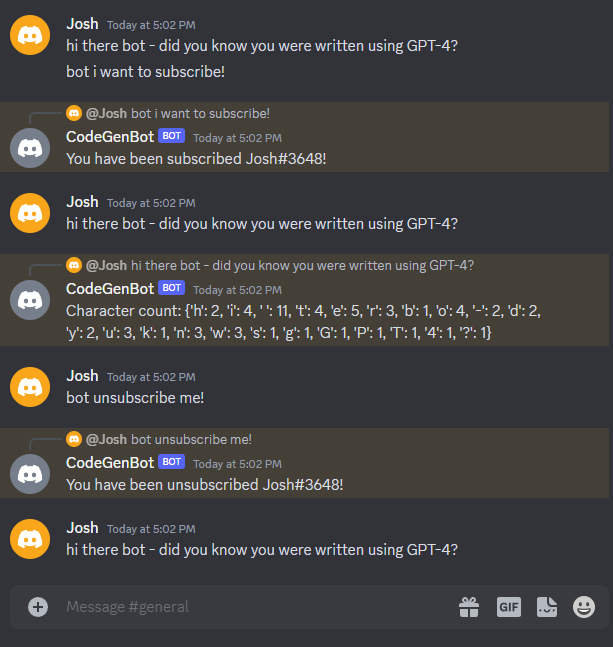 Josh Today at 5:02 PM
hi there bot - did you know you were written using GPT-4?
bot i want to subscribe!
@Josh bot i want to subscribe!
CodeGenBot BOT Today at 5:02 PM
You have been subscribed Josh#3648!
Josh Today at 5:02 PM
hi there bot - did you know you were written using GPT-4?
@Josh hi there bot - did you know you were written using GPT-4?
CodeGenBot BOT Today at 5:02 PM
Character count: {'h': 2, 'i': 4, ' ': 11, 't': 4, 'e': 5, 'r': 3, 'b': 1, 'o': 4, '-': 2, 'd': 2,
'y': 2, 'u': 3, 'k': 1, 'n': 3, 'w': 3, 's': 1, 'g': 1, 'G': 1, 'P': 1, 'T': 1, '4': 1, '?': 1}
Josh Today at 5:02 PM
bot unsubscribe me!
@Josh bot unsubscribe me!
CodeGenBot BOT Today at 5:02 PM
You have been unsubscribed Josh#3648!
Josh Today at 5:02 PM
hi there bot - did you know you were written using GPT-4?
Message #general
GIF